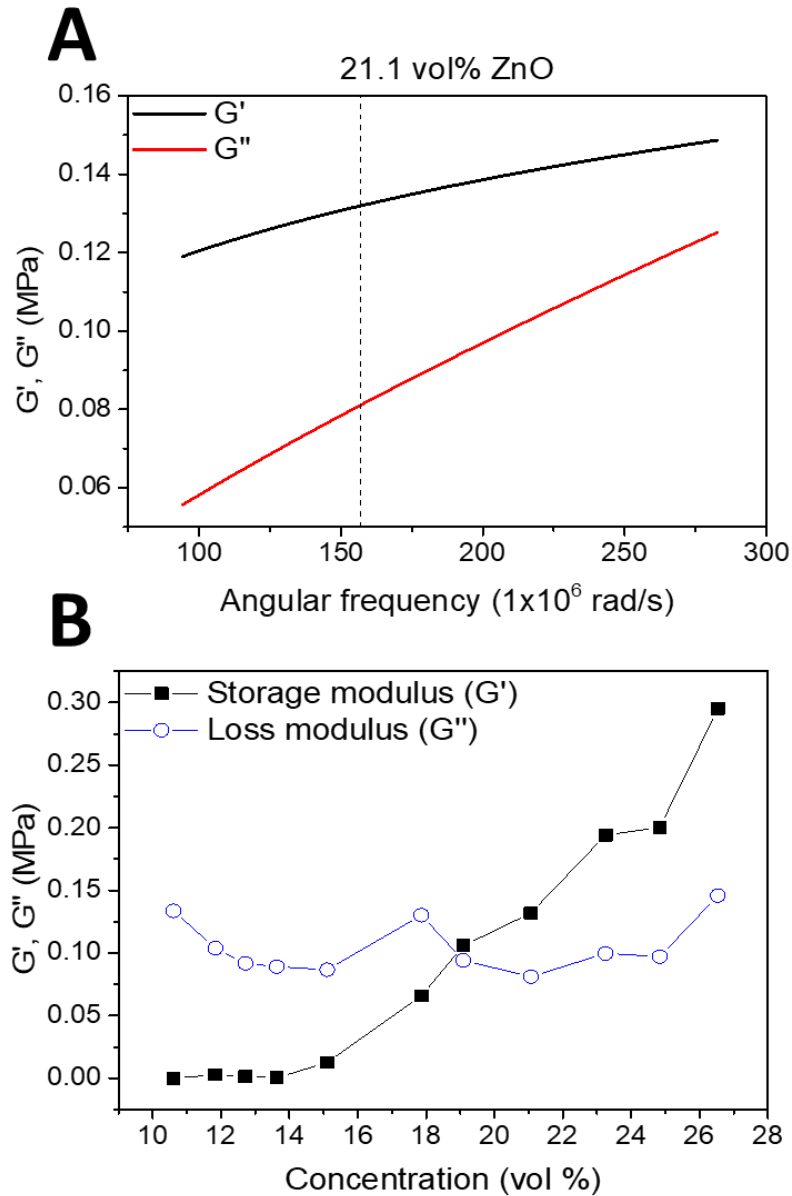 A
21.1 vol% ZnO
0.16
0.14
0.12
0.10
0.08
0.06
G'
G"
G', G" (MPa)
100
150
200
250
300
Angular frequency (1x10⁶ rad/s)
B
0.30
0.25
0.20
0.15
0.10
0.05
0.00
Storage modulus (G')
Loss modulus (G")
G', G" (MPa)
10
12
14
16
18
20
22
24
26
28
Concentration (vol %)